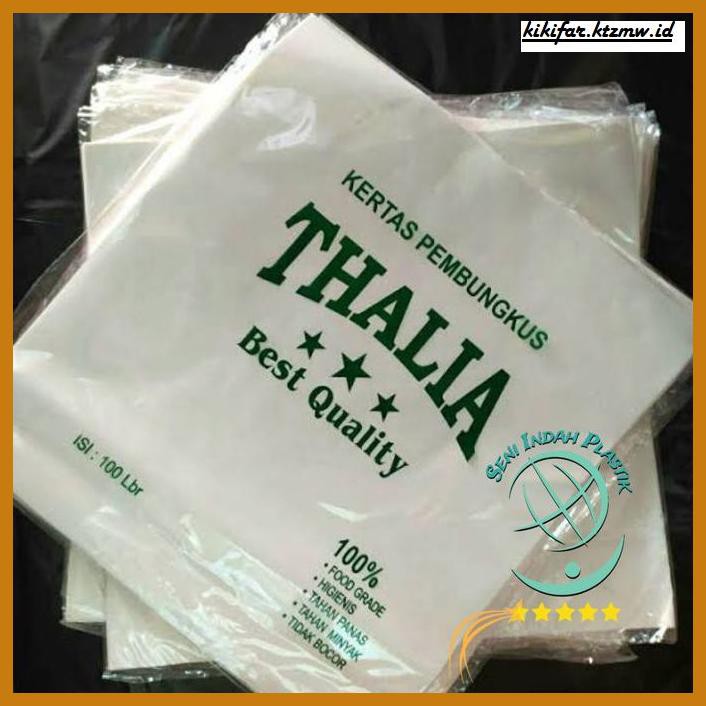 kikifar.ktzmw.id
KERTAS PEMBUNGKUS
THALIA
Best Quality
ISI : 100 Lbr
100%
• FOOD GRADE
• HIGIENIS
• TAHAN PANAS
• TAHAN MINYAK
• TIDAK BOCOR
SENI INDAH PLASTIK